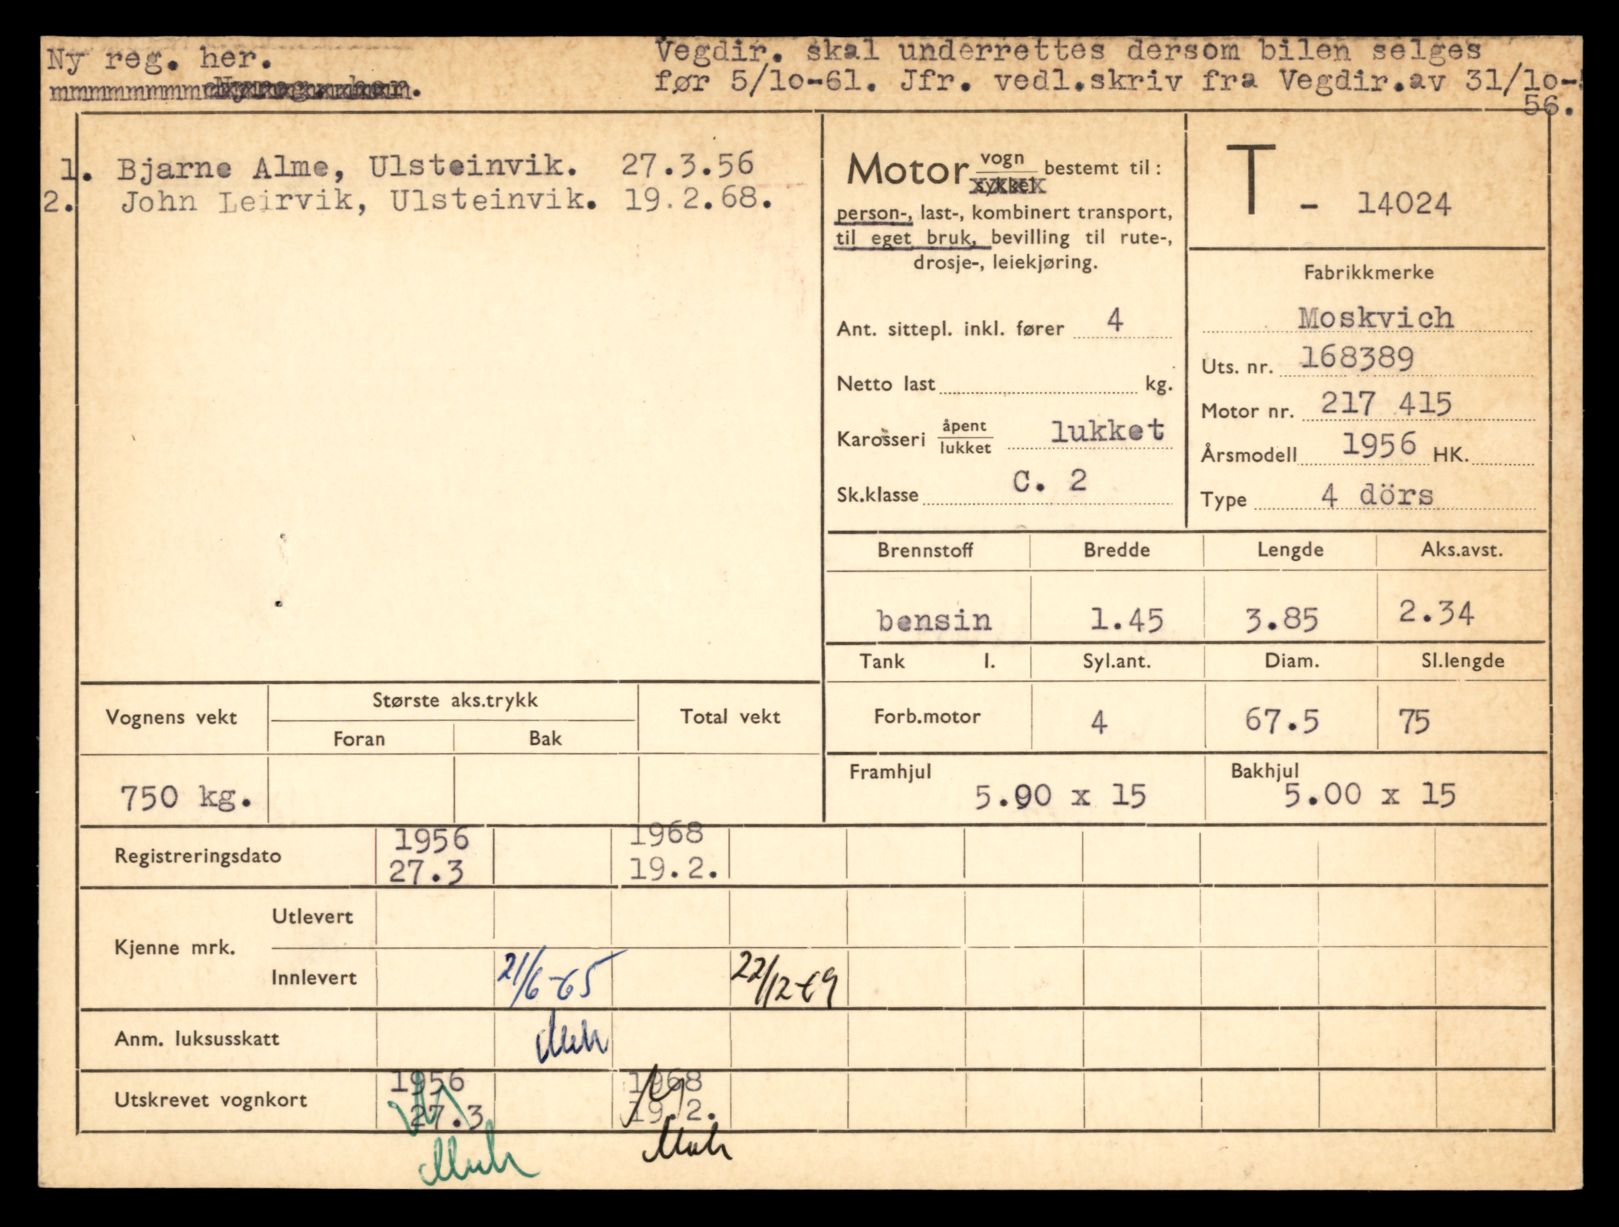 Ny reg. her.
Vegdir. skal underrettes dersom bilen selges
før 5/10-61. Jfr. vedl.skriv fra Vegdir.av 31/10-
56.
1. Bjarne Alme, Ulsteinvik. 27.3.56
2. John Leirvik, Ulsteinvik. 19.2.68.
Motor vogn sykkel bestemt til:
person-, last-, kombinert transport,
til eget bruk, bevilling til rute-,
drosje-, leiekjøring.
Ant. sittepl. inkl. fører 4
Netto last kg.
Karosseri åpent lukket lukket
Sk.klasse C. 2
T - 14024
Fabrikkmerke
Moskvich
Uts. nr. 168389
Motor nr. 217 415
Årsmodell 1956 HK.
Type 4 dörs
Brennstoff Bredde Lengde Aks.avst.
bensin 1.45 3.85 2.34
Tank l. Syl.ant. Diam. Sl.lengde
Forb.motor 4 67.5 75
Framhjul Bakhjul
5.00 x 15 5.00 x 15
Vognens vekt Største aks.trykk Total vekt
Foran Bak
750 kg.
Registreringsdato 1956 1968
27.3 19.2.
Kjenne mrk. Utlevert
Innlevert 21/6-65 22/12-69
Anm. luksusskatt
Utskrevet vognkort 1956 1968
27.3 19.2.